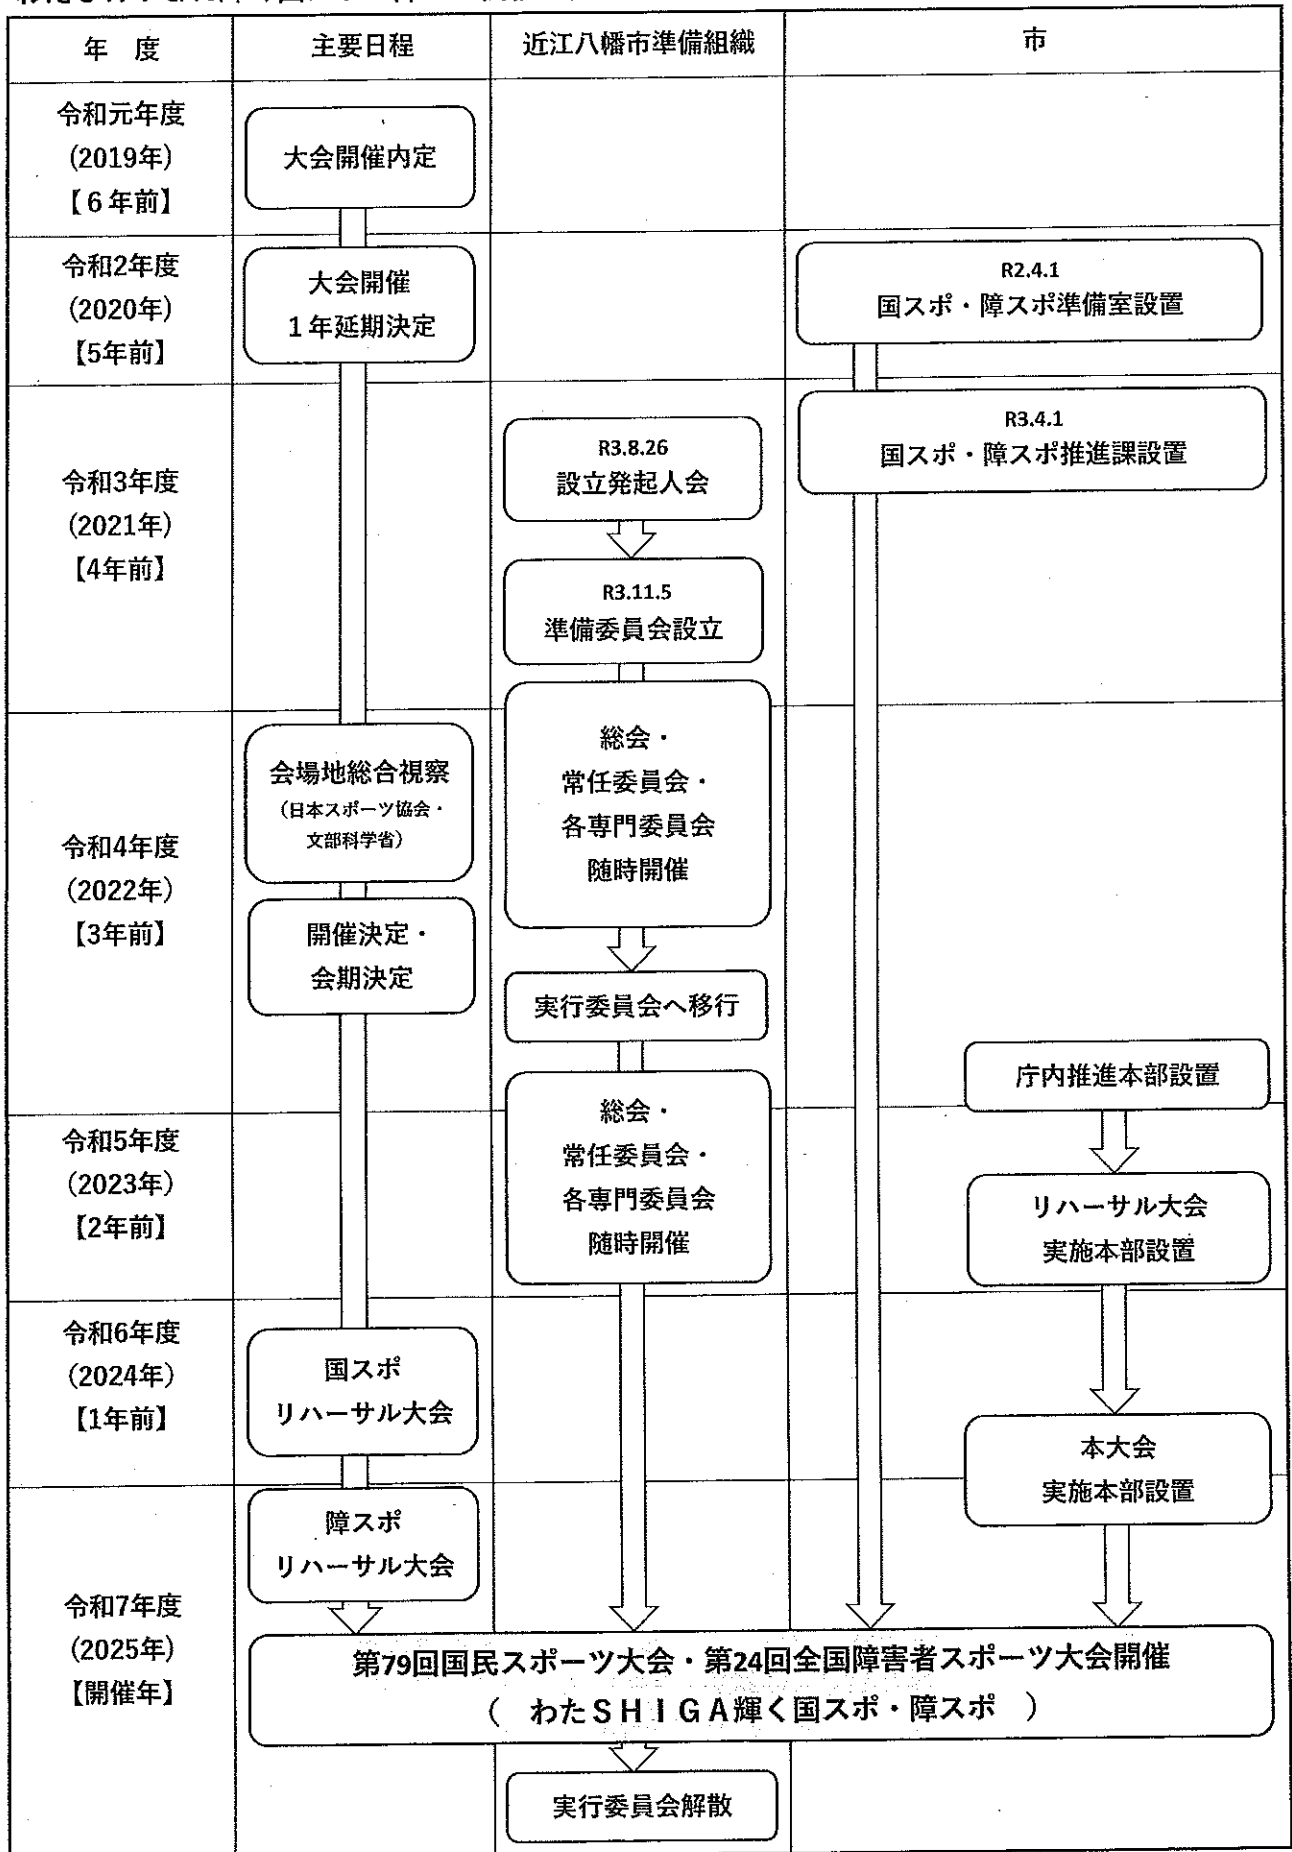 年　度
主要日程
近江八幡市準備組織
市
令和元年度
(2019年)
【６年前】
大会開催内定
令和2年度
(2020年)
【5年前】
大会開催
１年延期決定
R2.4.1
国スポ・障スポ準備室設置
令和3年度
(2021年)
【4年前】
R3.8.26
設立発起人会
R3.11.5
準備委員会設立
R3.4.1
国スポ・障スポ推進課設置
令和4年度
(2022年)
【3年前】
会場地総合視察
（日本スポーツ協会・
文部科学省）
開催決定・
会期決定
総会・
常任委員会・
各専門委員会
随時開催
実行委員会へ移行
庁内推進本部設置
令和5年度
(2023年)
【2年前】
総会・
常任委員会・
各専門委員会
随時開催
リハーサル大会
実施本部設置
令和6年度
(2024年)
【1年前】
国スポ
リハーサル大会
本大会
実施本部設置
令和7年度
(2025年)
【開催年】
障スポ
リハーサル大会
第79回国民スポーツ大会・第24回全国障害者スポーツ大会開催
（　わたＳＨＩＧＡ輝く国スポ・障スポ　）
実行委員会解散